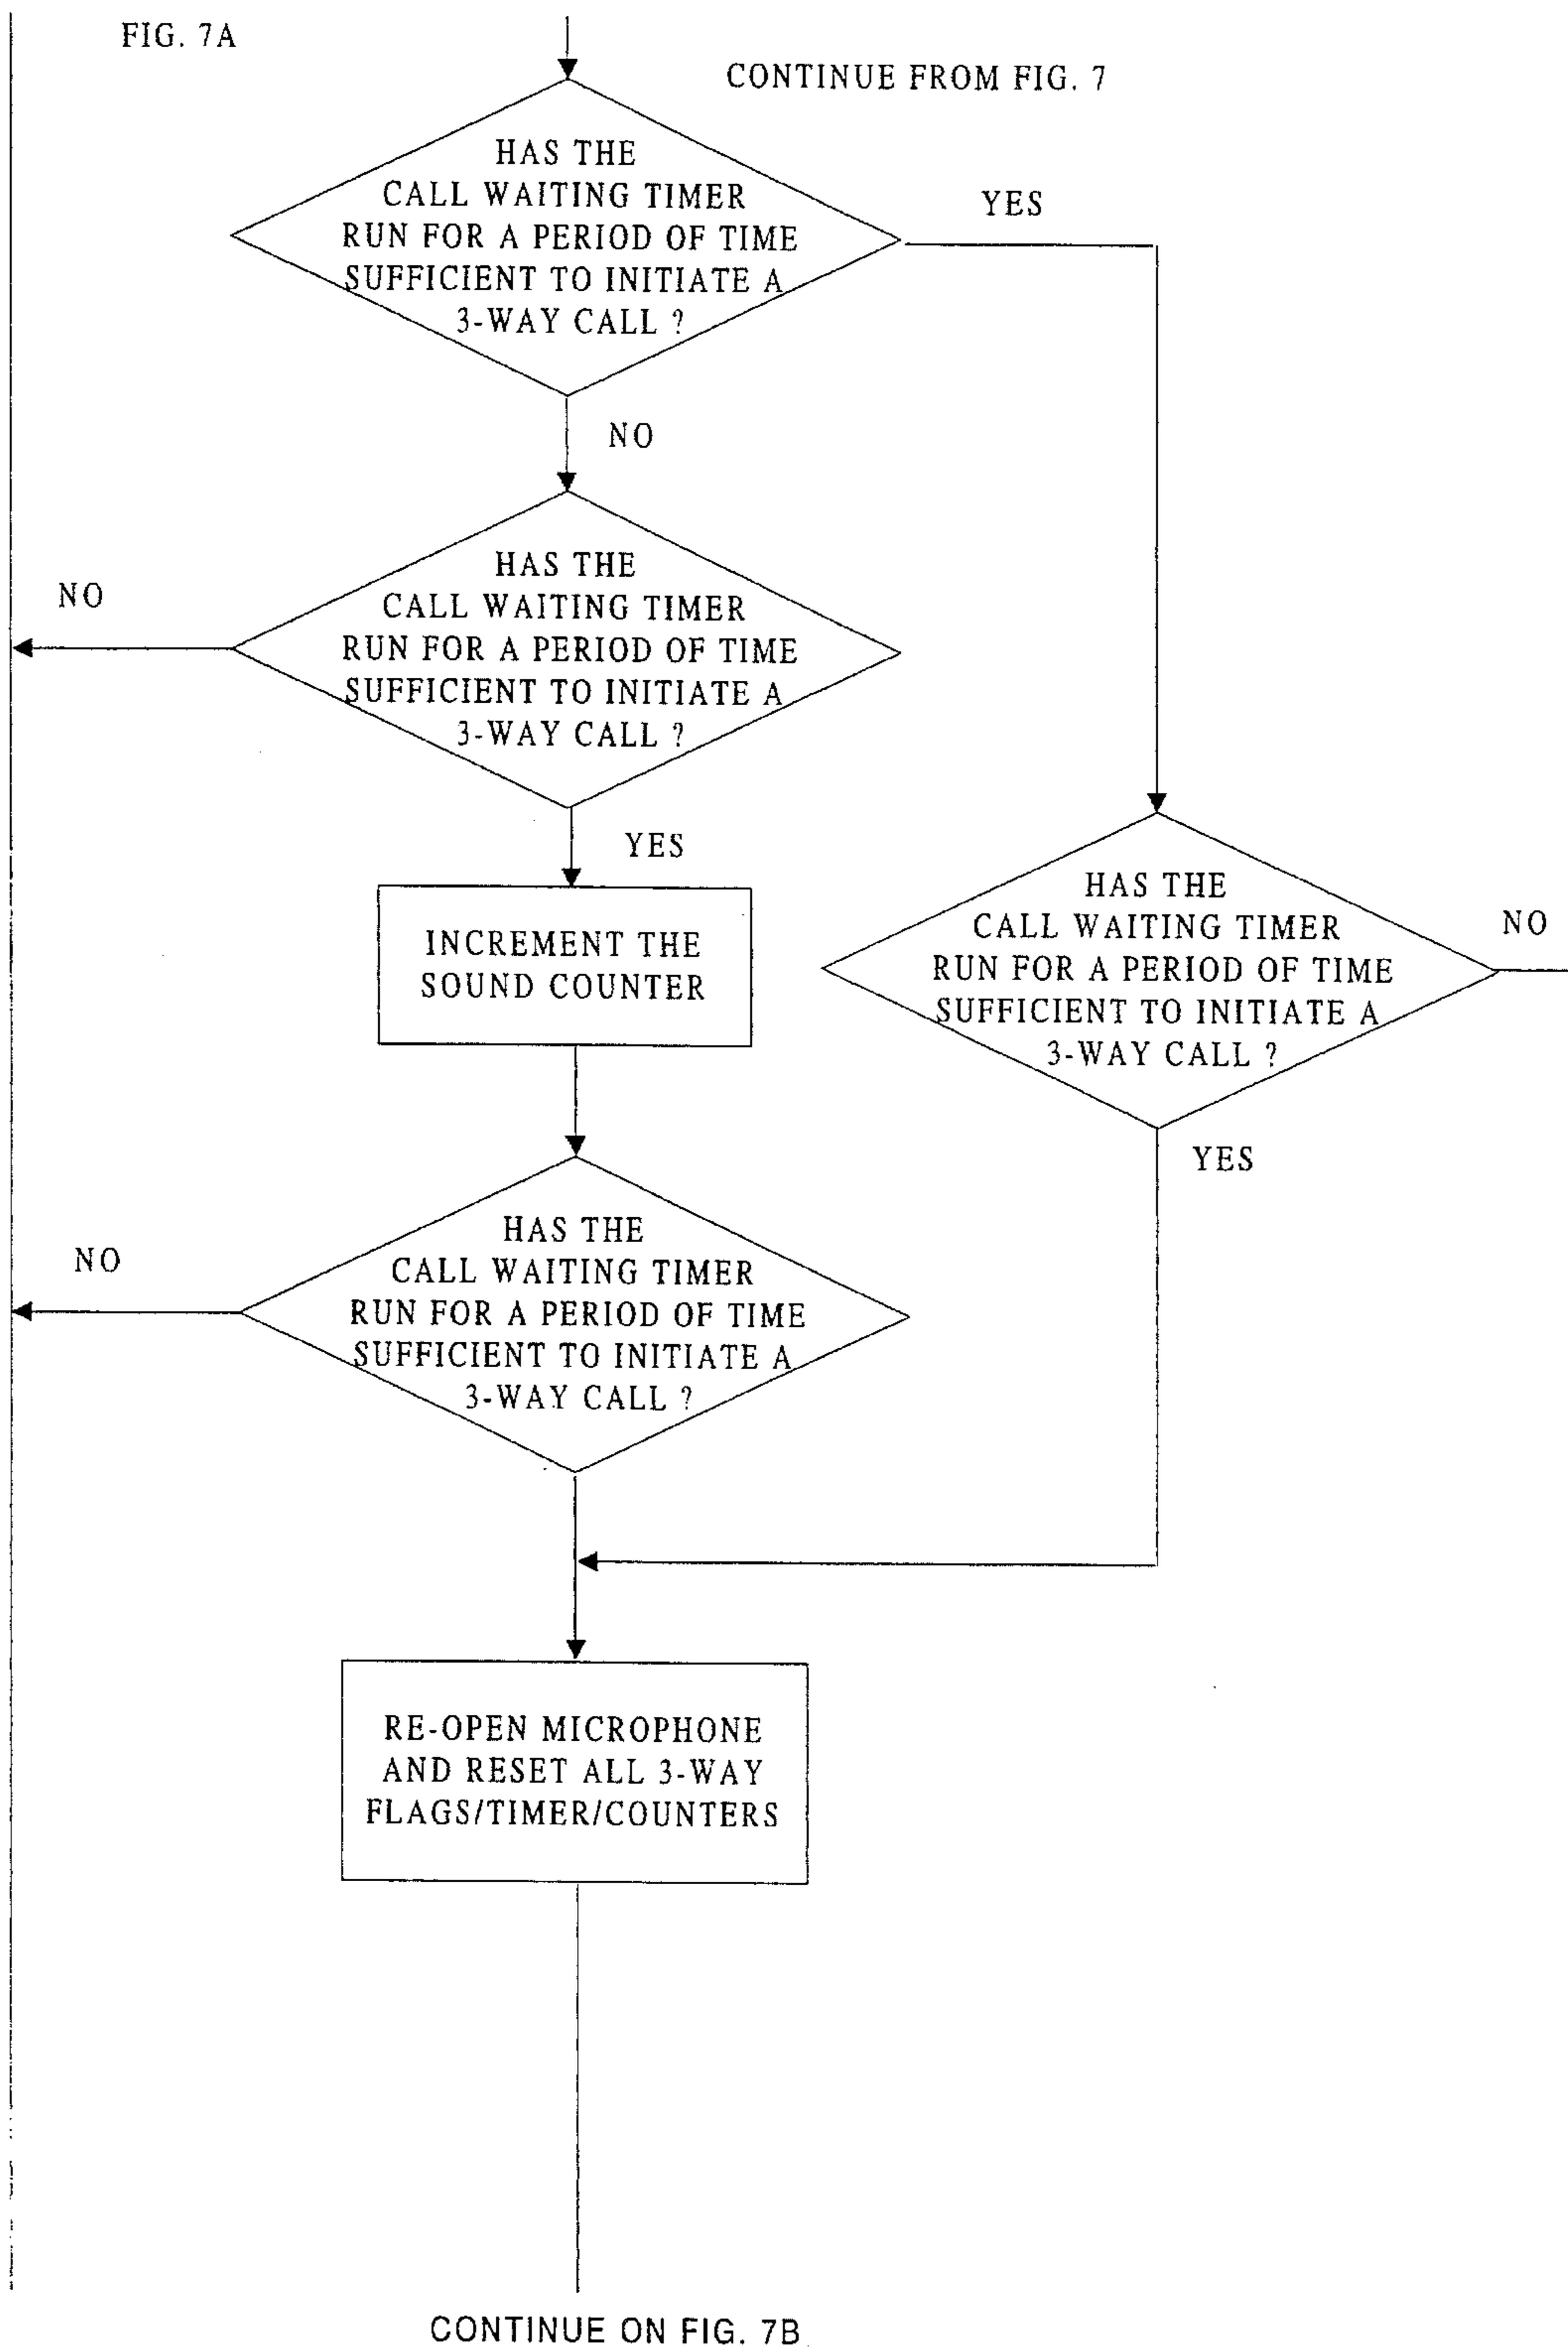 FIG. 7A
CONTINUE FROM FIG. 7
HAS THE
CALL WAITING TIMER
RUN FOR A PERIOD OF TIME
SUFFICIENT TO INITIATE A
3-WAY CALL ?
YES
NO
HAS THE
CALL WAITING TIMER
RUN FOR A PERIOD OF TIME
SUFFICIENT TO INITIATE A
3-WAY CALL ?
NO
YES
INCREMENT THE
SOUND COUNTER
HAS THE
CALL WAITING TIMER
RUN FOR A PERIOD OF TIME
SUFFICIENT TO INITIATE A
3-WAY CALL ?
NO
YES
HAS THE
CALL WAITING TIMER
RUN FOR A PERIOD OF TIME
SUFFICIENT TO INITIATE A
3-WAY CALL ?
NO
RE-OPEN MICROPHONE
AND RESET ALL 3-WAY
FLAGS/TIMER/COUNTERS
CONTINUE ON FIG. 7B